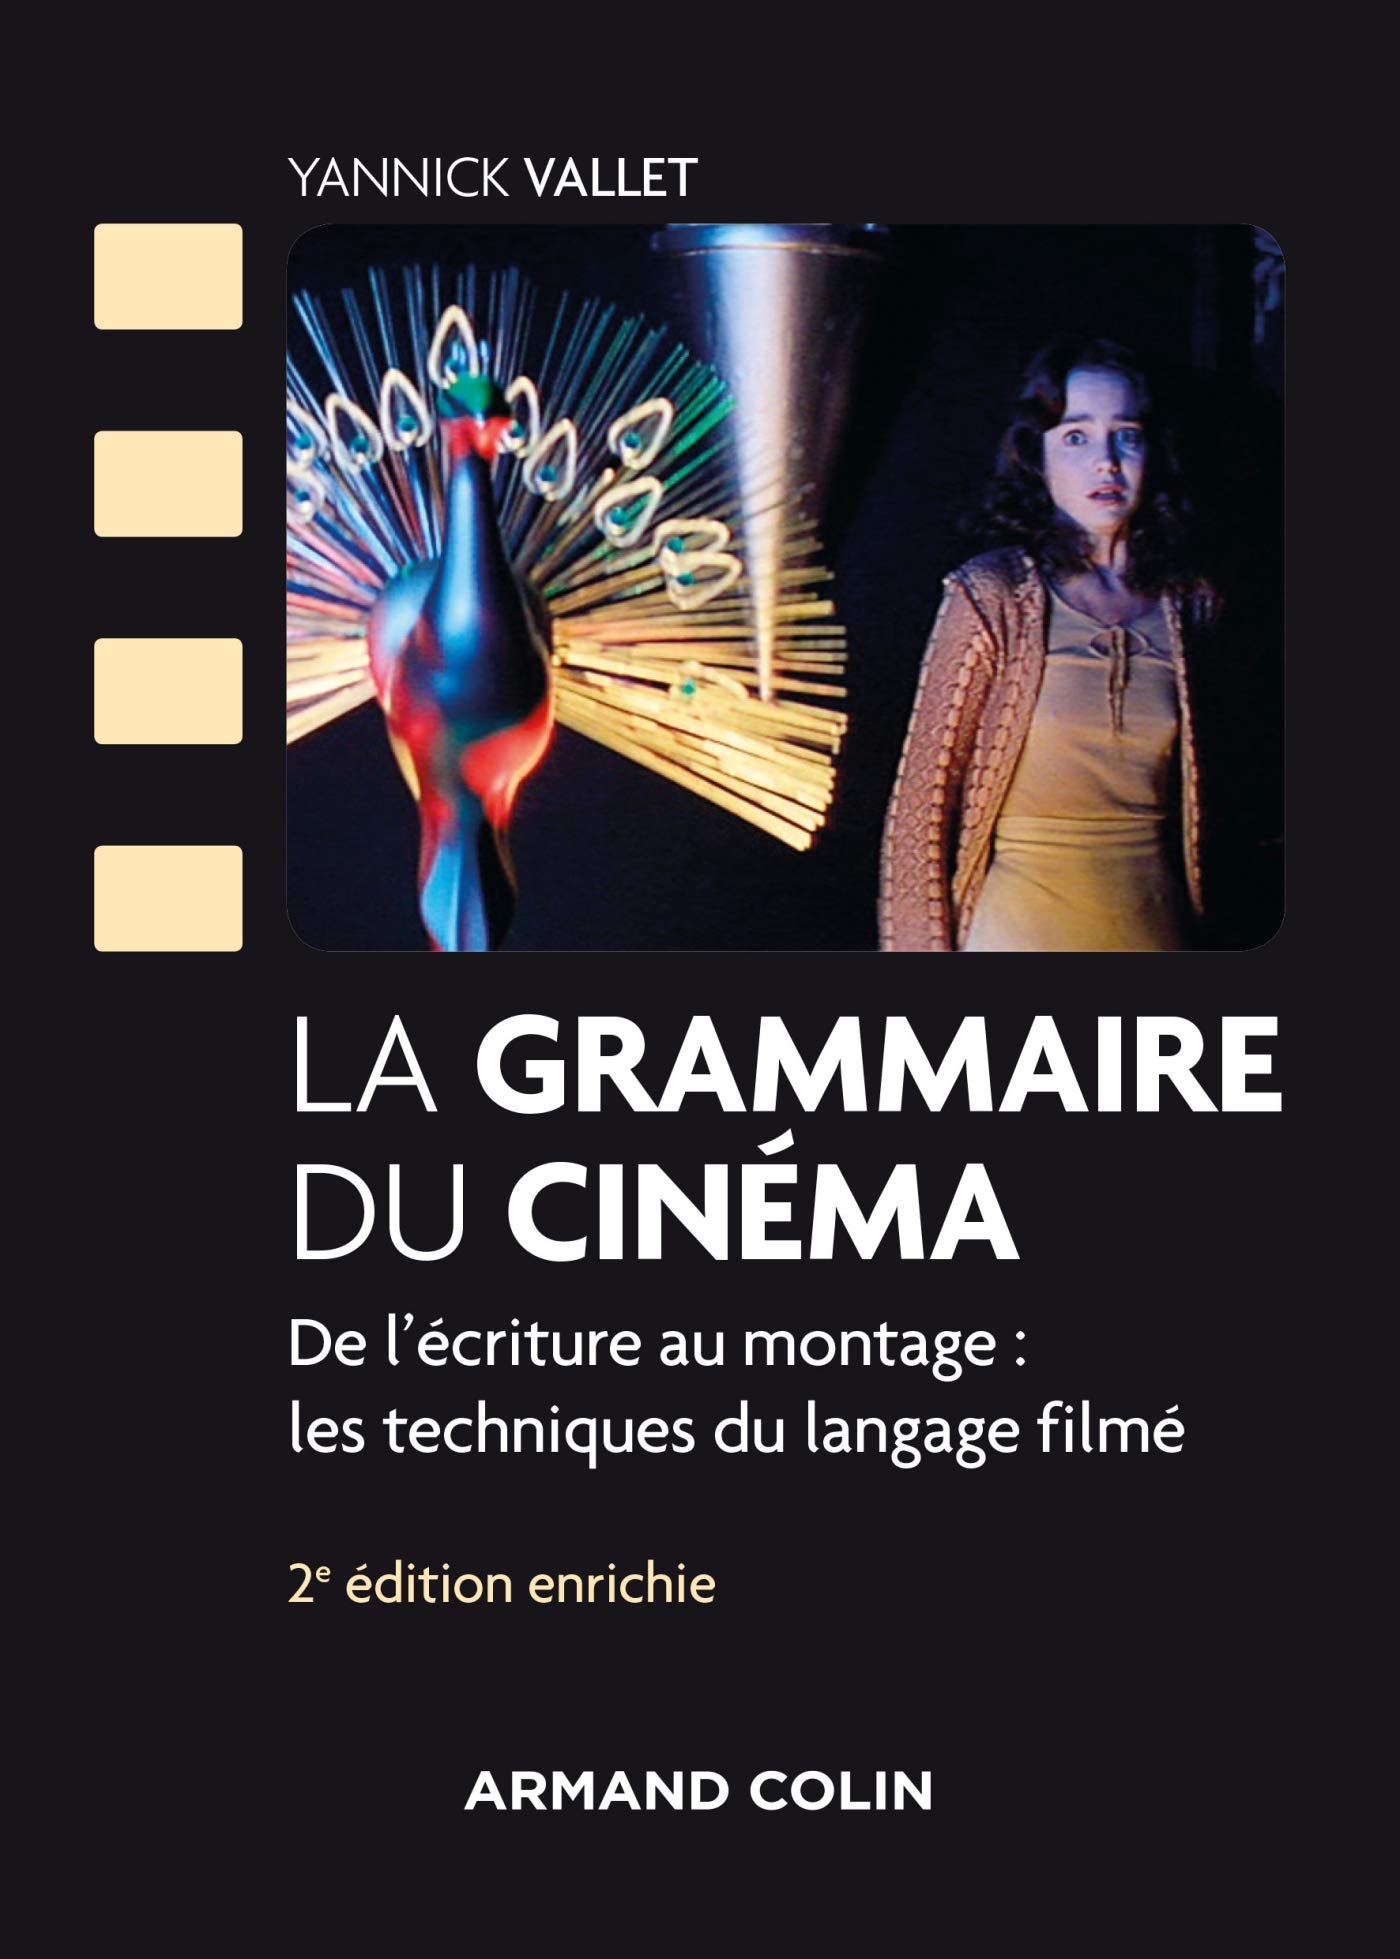 YANNICK VALLET
LA GRAMMAIRE
DU CINÉMA
De l’écriture au montage :
les techniques du langage filmé
2e édition enrichie
ARMAND COLIN